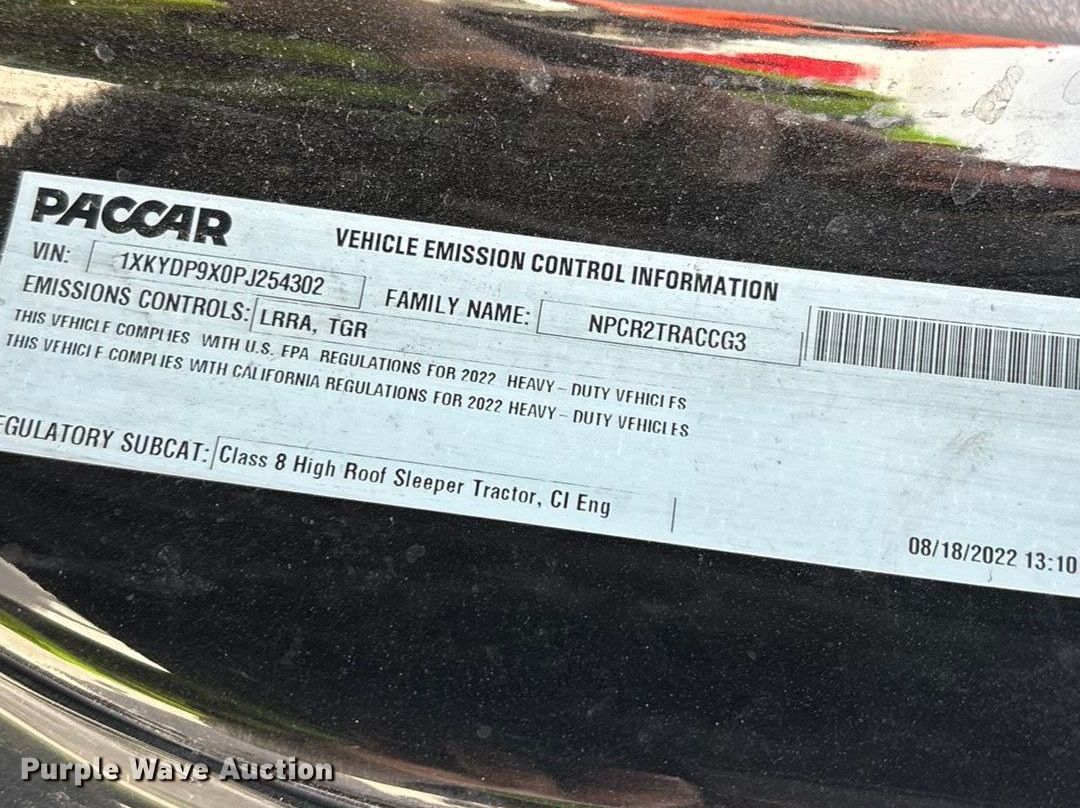 PACCAR
VEHICLE EMISSION CONTROL INFORMATION
VIN: 1XKYDP9X0PJ254302
FAMILY NAME: NPCR2TRACCG3
EMISSIONS CONTROLS: LRRA, TGR
THIS VEHICLE COMPLIES WITH U.S. EPA REGULATIONS FOR 2022 HEAVY-DUTY VEHICLES
THIS VEHICLE COMPLIES WITH CALIFORNIA REGULATIONS FOR 2022 HEAVY-DUTY VEHICLES
EGULATORY SUBCAT: Class 8 High Roof Sleeper Tractor, CI Eng
08/18/2022 13:10
Purple Wave Auction